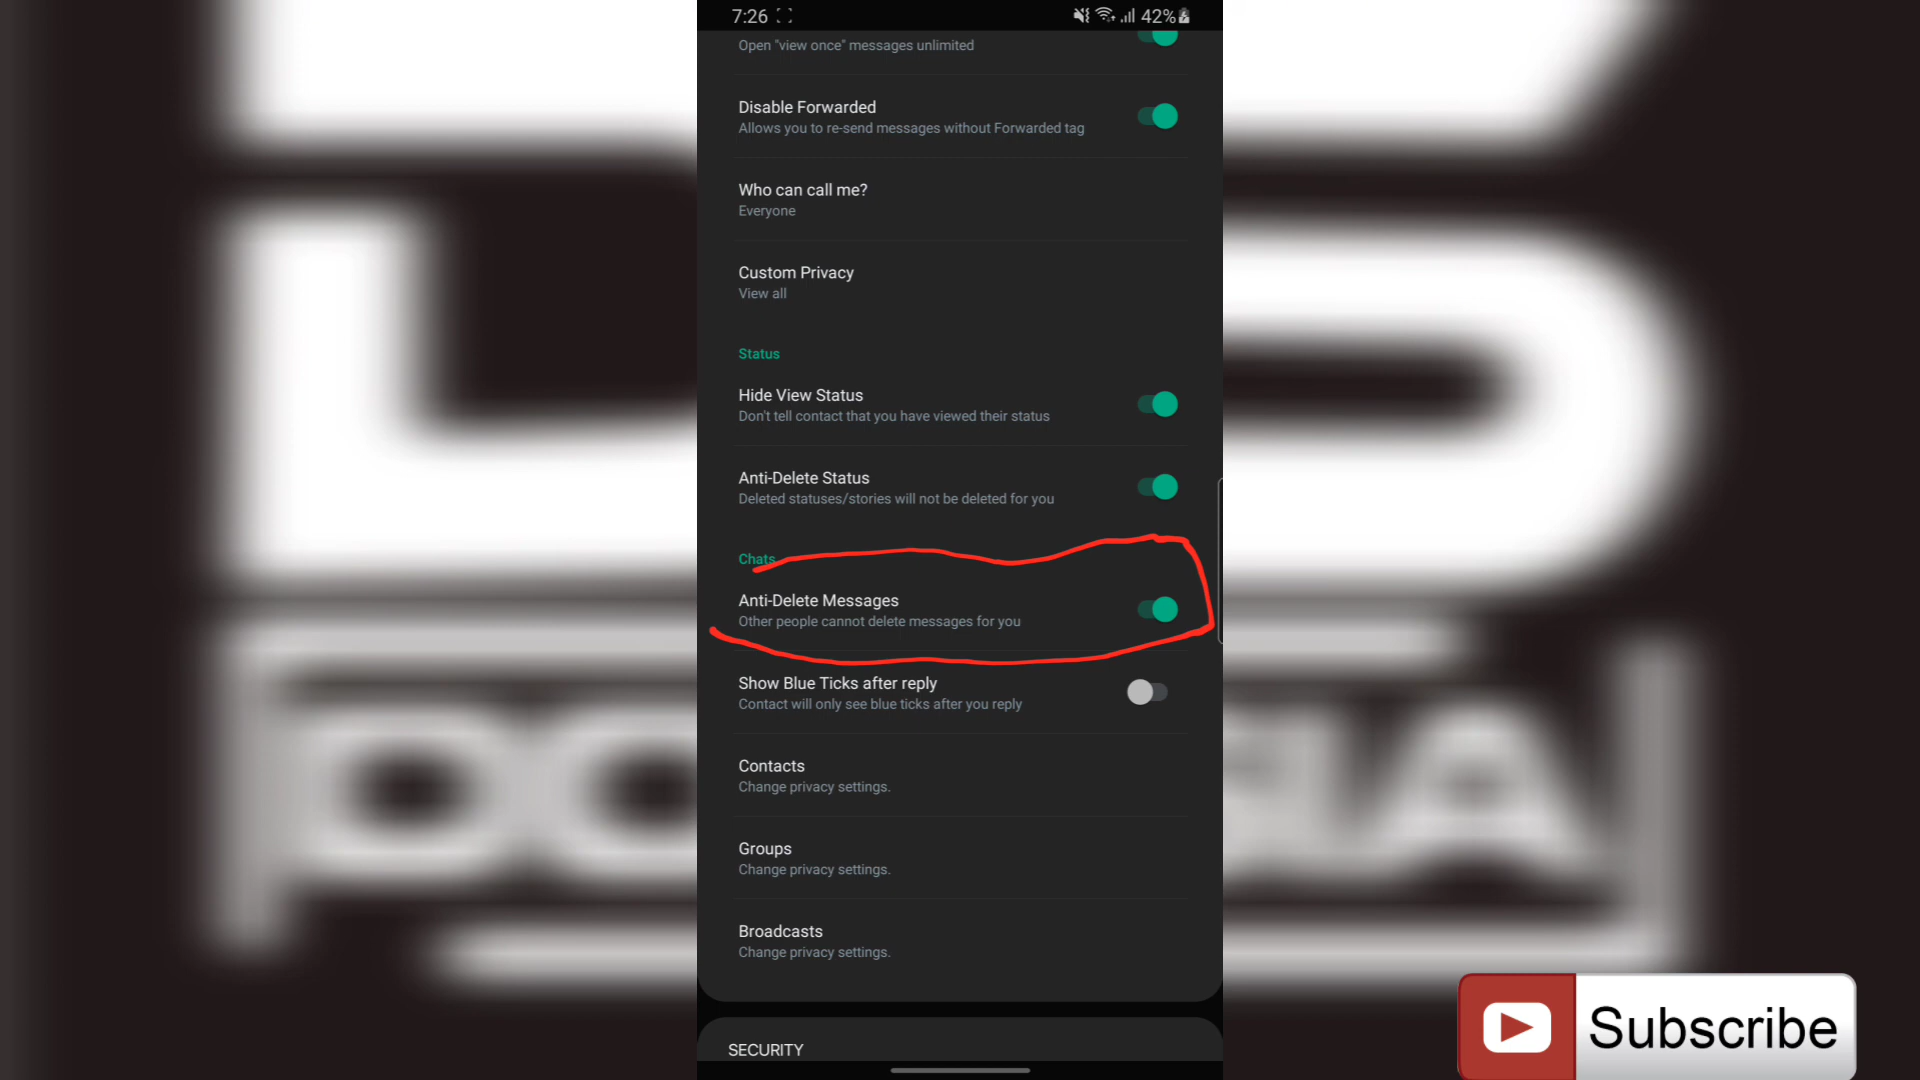 7:26
42%
Open "view once" messages unlimited
Disable Forwarded
Allows you to re-send messages without Forwarded tag
Who can call me?
Everyone
Custom Privacy
View all
Status
Hide View Status
Don't tell contact that you have viewed their status
Anti-Delete Status
Deleted statuses/stories will not be deleted for you
Chats
Anti-Delete Messages
Other people cannot delete messages for you
Show Blue Ticks after reply
Contact will only see blue ticks after you reply
Contacts
Change privacy settings.
Groups
Change privacy settings.
Broadcasts
Change privacy settings.
SECURITY
Subscribe